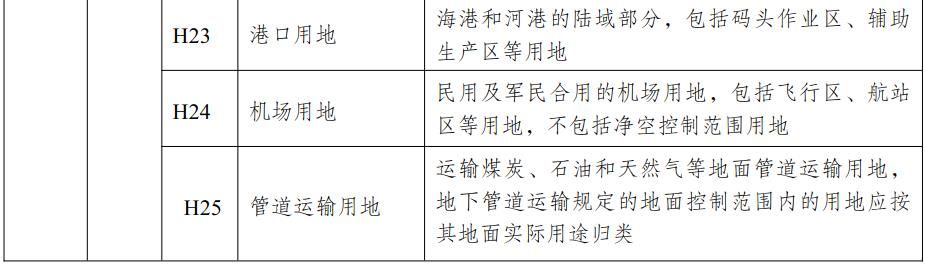 H23 港口用地 海港和河港的陆域部分，包括码头作业区、辅助
生产区等用地
H24 机场用地 民用及军民合用的机场用地，包括飞行区、航站
区等用地，不包括净空控制范围用地
H25 管道运输用地 运输煤炭、石油和天然气等地面管道运输用地，
地下管道运输规定的地面控制范围内的用地应按
其地面实际用途归类